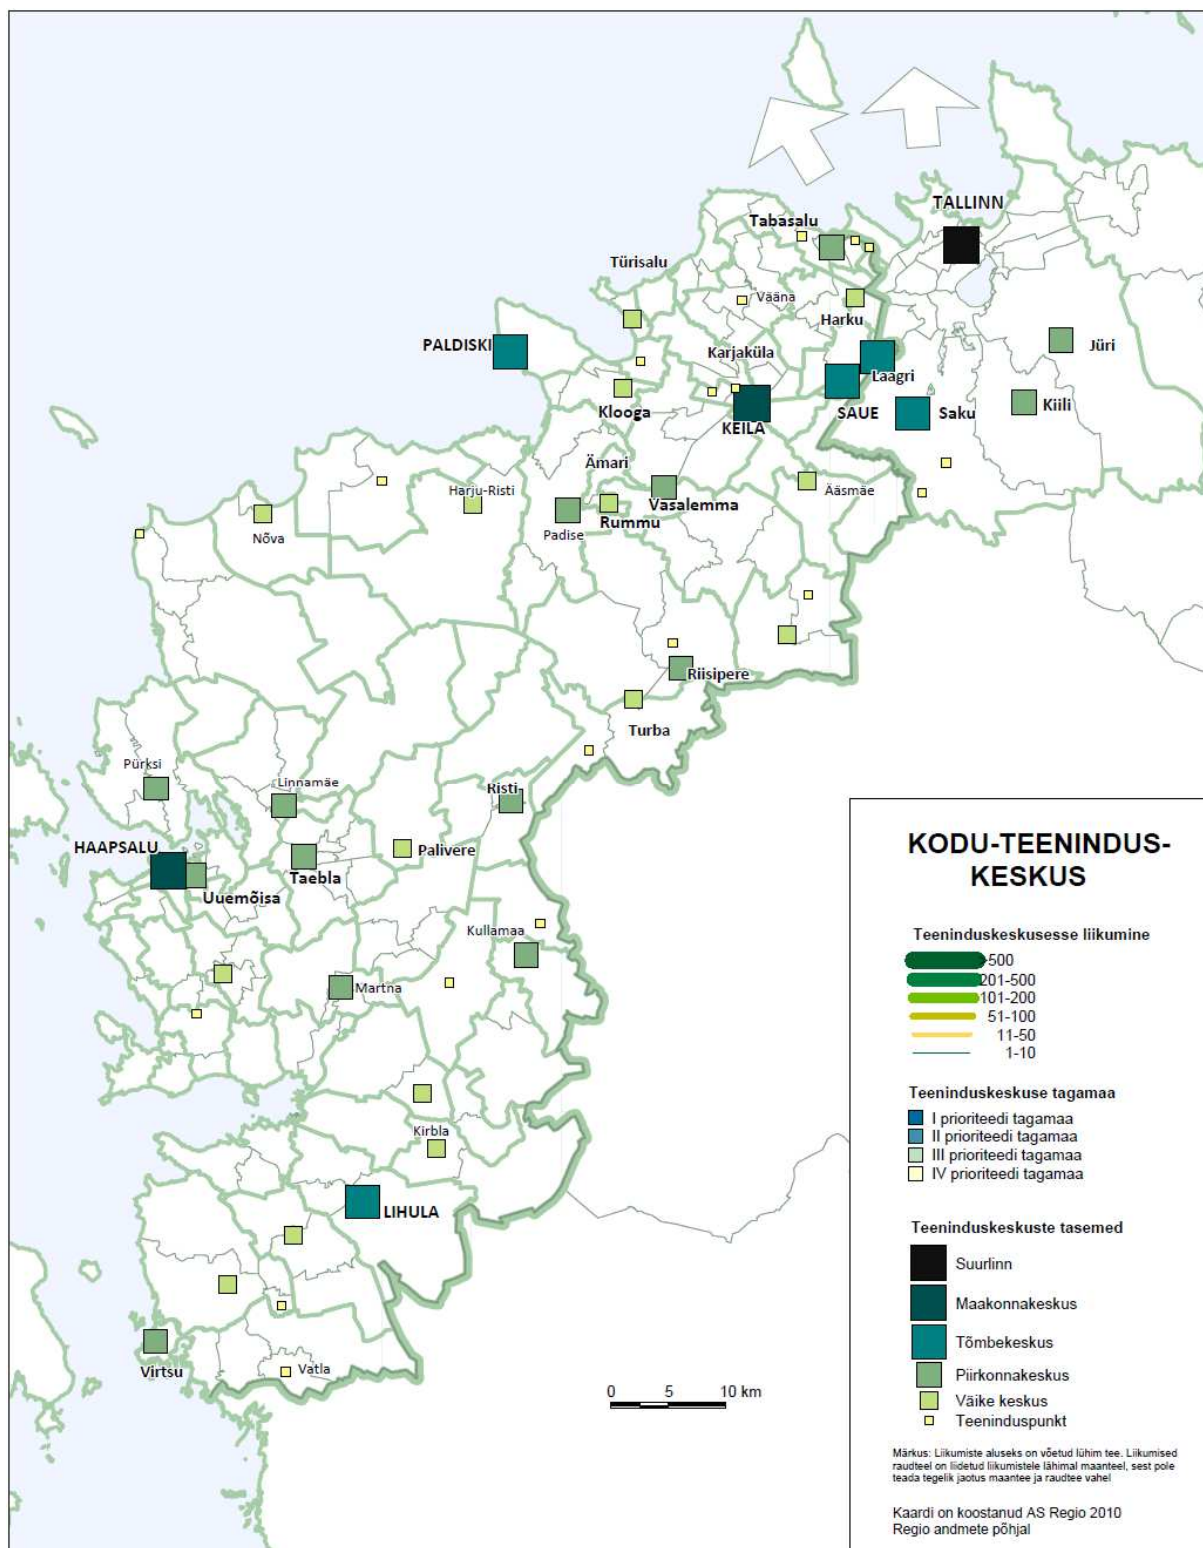 TALLINN
Tabasalu
Türisalu
Vääna
Harku
PALDISKI
Karjaküla
Jüri
Laagri
Klooga
SAUE
Saku
Kiili
KEILA
Ämari
Harju-Risti
Ääsmäe
Vasalemma
Rummu
Nõva
Padise
Riisipere
Turba
Pürksi
Linnamäe
Risti
HAAPSALU
Palivere
Taebla
Uuemõisa
Kullamaa
Martna
Kirbla
LIHULA
Virtsu
Vatla
0 5 10 km
KODU-TEENINDUS-
KESKUS
Teeninduskeskusesse liikumine
-500
201-500
101-200
51-100
11-50
1-10
Teeninduskeskuse tagamaa
I prioriteedi tagamaa
II prioriteedi tagamaa
III prioriteedi tagamaa
IV prioriteedi tagamaa
Teeninduskeskuste tasemed
Suurlinn
Maakonnakeskus
Tõmbekeskus
Piirkonnakeskus
Väike keskus
Teeninduspunkt
Märkus: Liikumiste aluseks on võetud lühim tee. Liikumised
raudteel on liidetud liikumistele lähimal maanteel, sest pole
teada tegelik jaotus maantee ja raudtee vahel
Kaardi on koostanud AS Regio 2010
Regio andmete põhjal